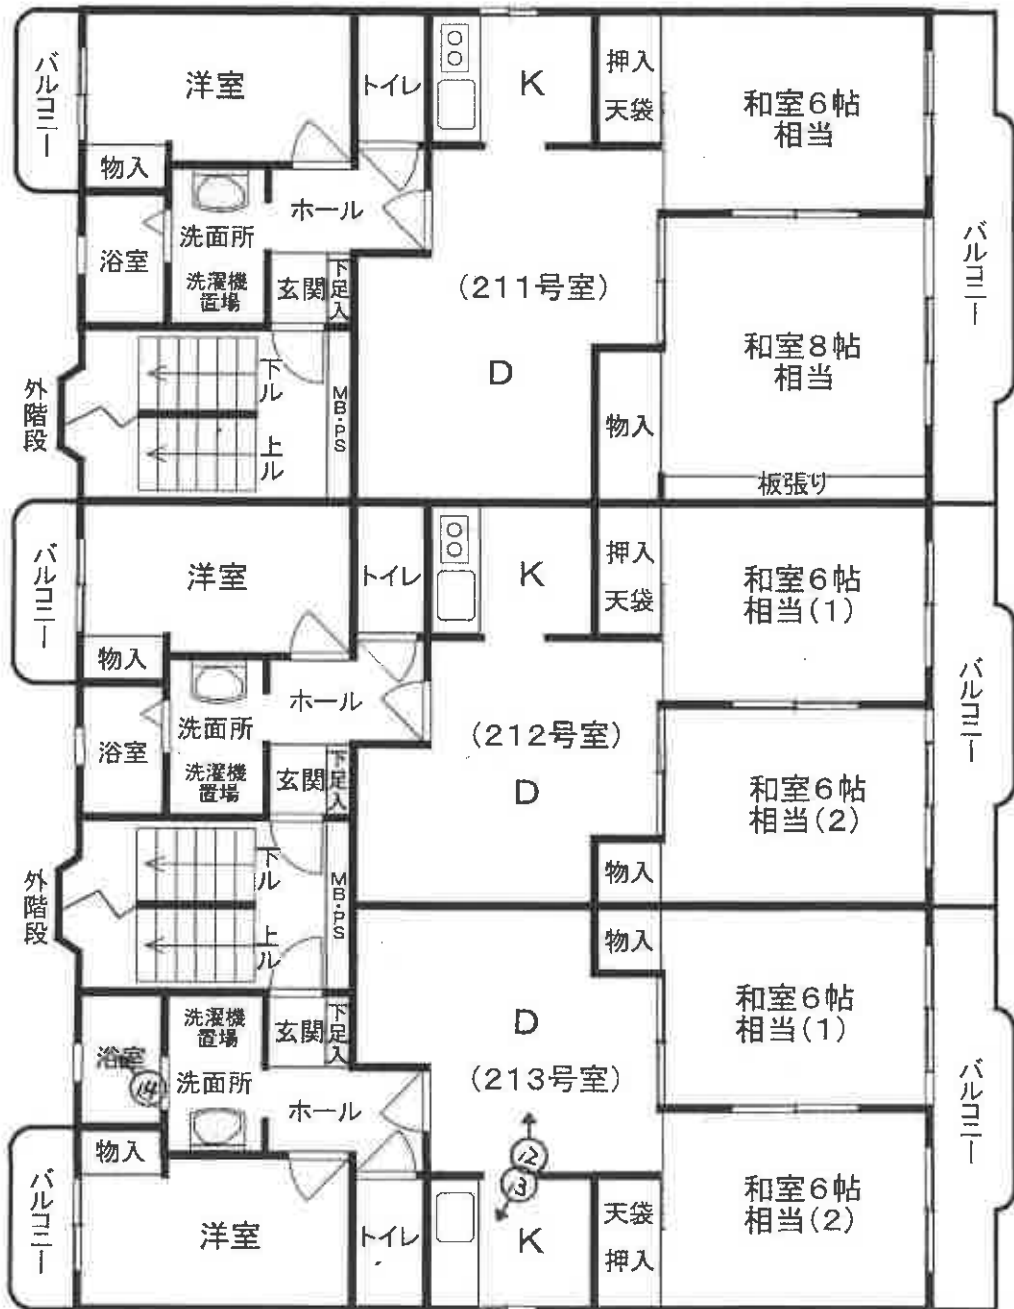 バルコニー
洋室
トイレ
K
押入
天袋
和室6帖
相当
物入
洗面所
洗濯機
置場
浴室
ホール
玄関
下足入
(211号室)
D
和室8帖
相当
物入
板張り
バルコニー
外階段
下ル
上ル
MB・PS
バルコニー
洋室
トイレ
K
押入
天袋
和室6帖
相当(1)
物入
洗面所
洗濯機
置場
浴室
ホール
玄関
下足入
(212号室)
D
和室6帖
相当(2)
物入
バルコニー
外階段
下ル
上ル
MB・PS
物入
和室6帖
相当(1)
D
(213号室)
洗濯機
置場
洗面所
玄関
下足入
浴室
⑭
ホール
物入
バルコニー
洋室
トイレ
⑫
⑬
K
天袋
押入
和室6帖
相当(2)
バルコニー